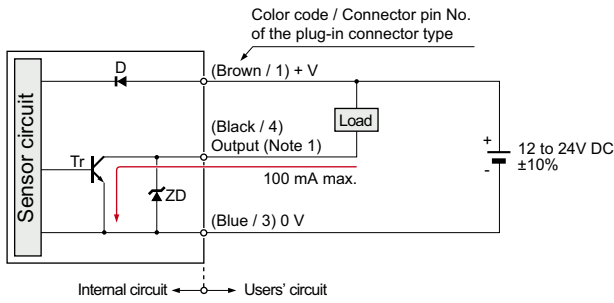 Color code / Connector pin No.
of the plug-in connector type
D
(Brown / 1) + V
Sensor circuit
Load
(Black / 4)
Output (Note 1)
Tr
100 mA max.
ZD
+
-
12 to 24V DC
±10%
(Blue / 3) 0 V
Internal circuit
Users' circuit